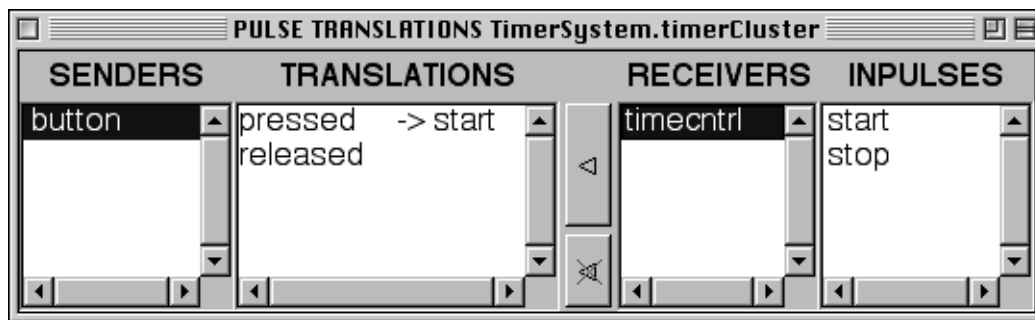 PULSE TRANSLATIONS TimerSystem.timerCluster
SENDERS TRANSLATIONS RECEIVERS INPULSES
button pressed -> start timecntrl start
released stop